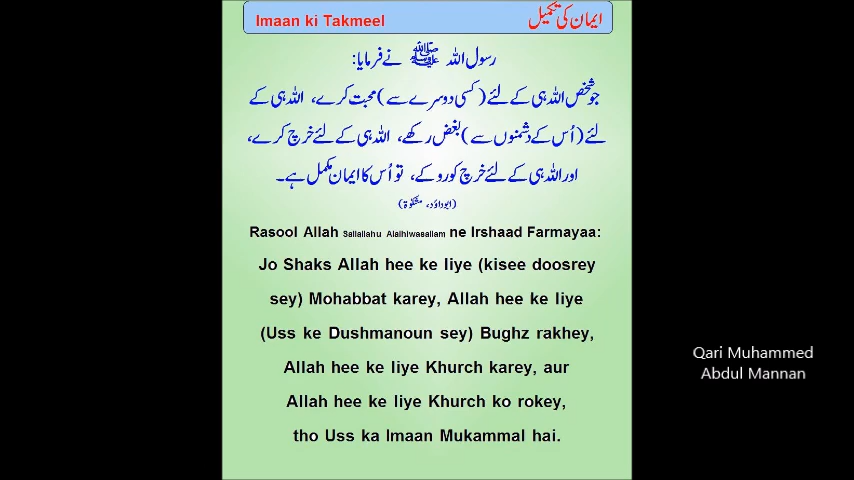 Imaan ki Takmeel
ایمان کی تکمیل
رسول اللہ ﷺ نے فرمایا:
جو شخص اللہ ہی کے لئے (کسی دوسرے سے) محبت کرے، اللہ ہی کے
لئے (اُس کے دشمنوں سے) بغض رکھے، اللہ ہی کے لئے خرچ کرے،
اور اللہ ہی کے لئے خرچ کو روکے، تو اُس کا ایمان مکمل ہے۔
(ابوداؤد، مشکٰوۃ)
Rasool Allah Sallallahu Alaihiwasallam ne Irshaad Farmayaa:
Jo Shaks Allah hee ke liye (kisee doosrey
sey) Mohabbat karey, Allah hee ke liye
(Uss ke Dushmanoun sey) Bughz rakhey,
Allah hee ke liye Khurch karey, aur
Allah hee ke liye Khurch ko rokey,
tho Uss ka Imaan Mukammal hai.
Qari Muhammed
Abdul Mannan